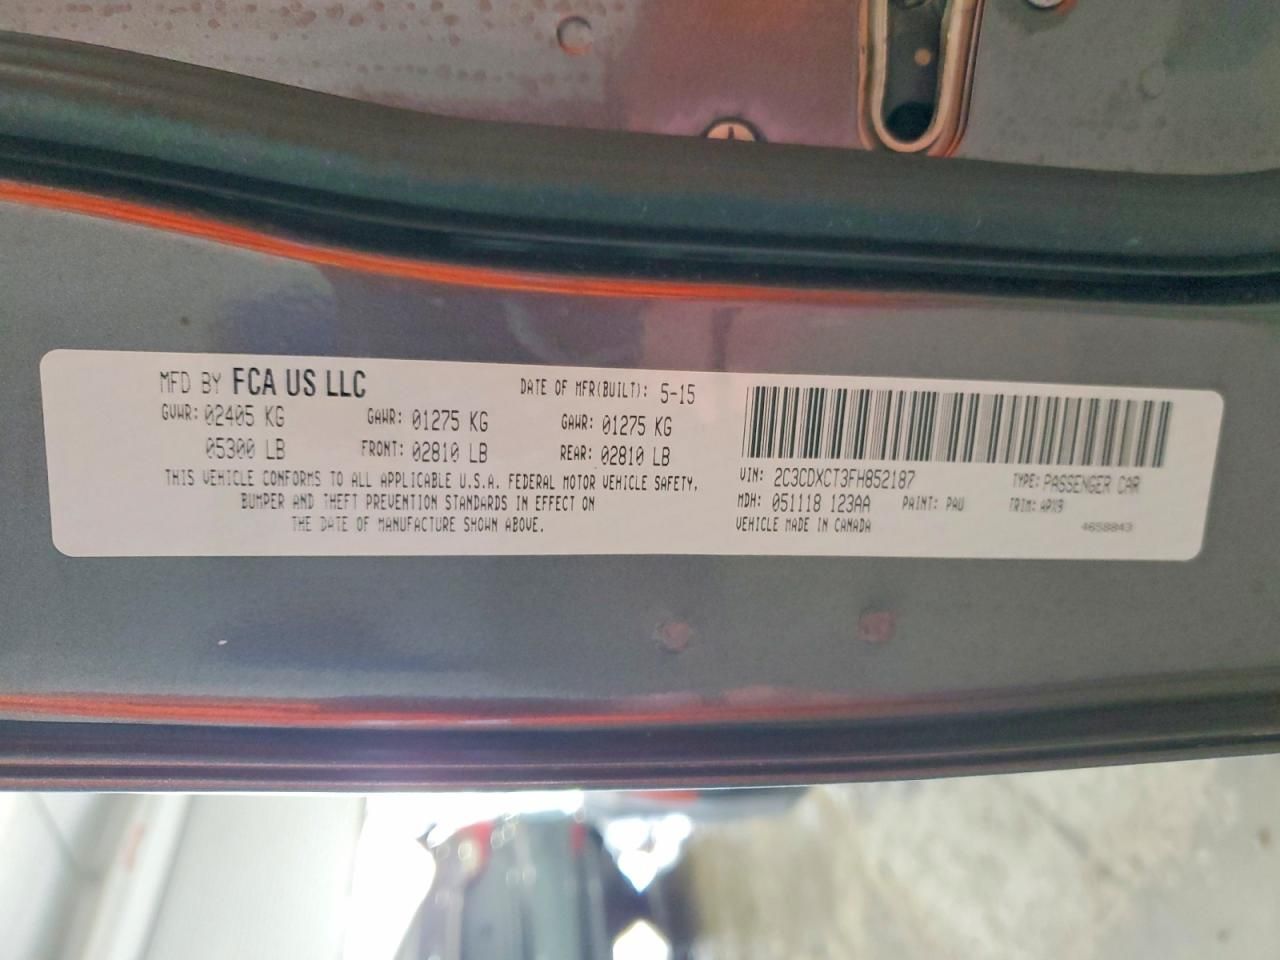 MFD BY FCA US LLC DATE OF MFR(BUILT): 5-15
GVWR: 02405 KG GAWR: 01275 KG GAWR: 01275 KG
05300 LB FRONT: 02810 LB REAR: 02810 LB
THIS VEHICLE CONFORMS TO ALL APPLICABLE U.S.A. FEDERAL MOTOR VEHICLE SAFETY,
BUMPER AND THEFT PREVENTION STANDARDS IN EFFECT ON
THE DATE OF MANUFACTURE SHOWN ABOVE.
VIN: 2C3CDXCT3FH852187 TYPE: PASSENGER CAR
MDH: 051118 123AA PAINT: PAU TRIM: APX9
VEHICLE MADE IN CANADA 4658843